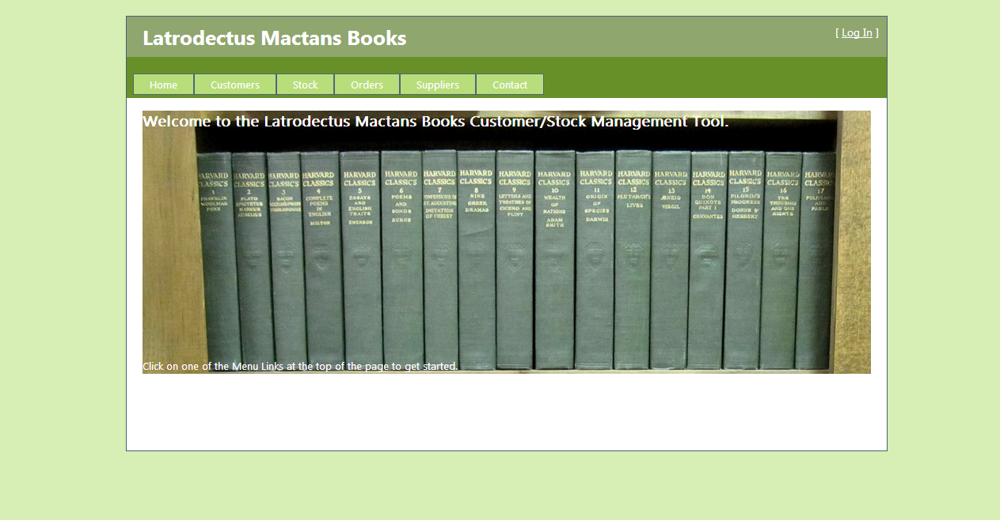 Latrodectus Mactans Books
[ Log In ]
Home
Customers
Stock
Orders
Suppliers
Contact
Welcome to the Latrodectus Mactans Books Customer/Stock Management Tool.
HARVARD
CLASSICS
1
FRANKLIN
WOOLMAN
PENN
HARVARD
CLASSICS
2
PLATO
EPICTETUS
MARCUS
AURELIUS
HARVARD
CLASSICS
3
BACON
HARVARD
CLASSICS
4
COMPLETE
POEMS
IN
ENGLISH
MILTON
HARVARD
CLASSICS
5
ESSAYS
AND
ENGLISH
TRAITS
EMERSON
HARVARD
CLASSICS
6
POEMS
AND
SONGS
BURNS
HARVARD
CLASSICS
7
CONFESSIONS OF
ST. AUGUSTINE
IMITATION
OF CHRIST
HARVARD
CLASSICS
8
NINE
GREEK
DRAMAS
HARVARD
CLASSICS
9
LETTERS AND
TREATISES OF
CICERO AND
PLINY
HARVARD
CLASSICS
10
WEALTH
OF
NATIONS
ADAM
SMITH
HARVARD
CLASSICS
11
ORIGIN
OF
SPECIES
DARWIN
HARVARD
CLASSICS
12
PLUTARCH'S
LIVES
HARVARD
CLASSICS
13
ÆNEID
VIRGIL
HARVARD
CLASSICS
14
DON
QUIXOTE
PART 1
CERVANTES
HARVARD
CLASSICS
15
PILGRIM'S
PROGRESS
DONNE &
HERBERT
HARVARD
CLASSICS
16
THE
THOUSAND
AND ONE
NIGHTS
HARVARD
CLASSICS
17
FOLK-LORE
AND
FABLE
Click on one of the Menu Links at the top of the page to get started.